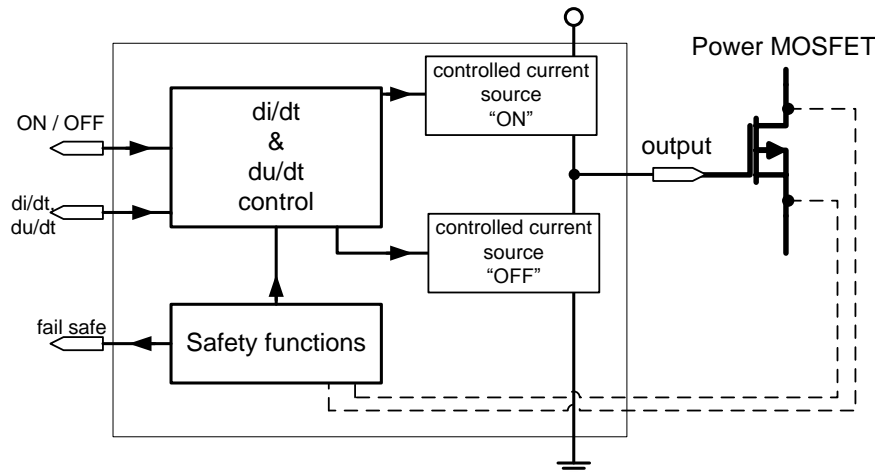 Power MOSFET
controlled current
source
“ON”
ON / OFF
di/dt
&
du/dt
control
output
di/dt,
du/dt
controlled current
source
“OFF”
fail safe
Safety functions